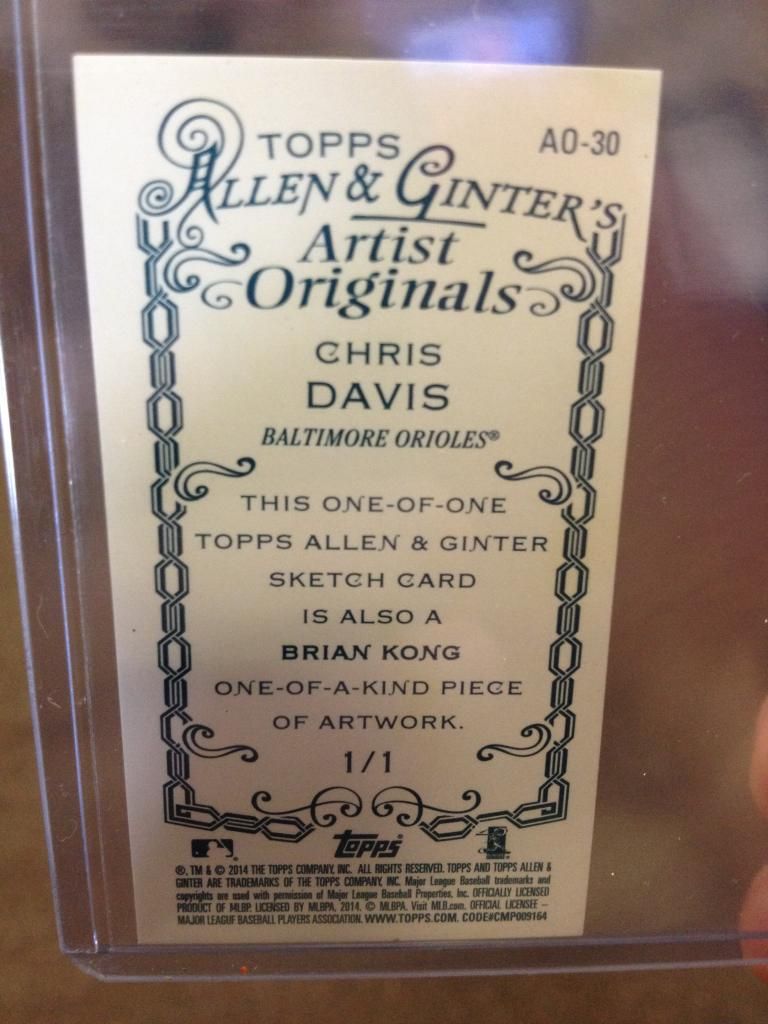 AO-30
TOPPS
ALLEN & GINTER'S
Artist
Originals
CHRIS
DAVIS
BALTIMORE ORIOLES®
THIS ONE-OF-ONE
TOPPS ALLEN & GINTER
SKETCH CARD
IS ALSO A
BRIAN KONG
ONE-OF-A-KIND PIECE
OF ARTWORK.
1/1
Topps®
®, TM & © 2014 THE TOPPS COMPANY, INC. ALL RIGHTS RESERVED. TOPPS AND TOPPS ALLEN &
GINTER ARE TRADEMARKS OF THE TOPPS COMPANY, INC. Major League Baseball trademarks and
copyrights are used with permission of Major League Baseball Properties, Inc. OFFICIALLY LICENSED
PRODUCT OF MLBP. LICENSED BY MLBPA, 2014. © MLBPA. Visit MLB.com. OFFICIAL LICENSEE –
MAJOR LEAGUE BASEBALL PLAYERS ASSOCIATION. WWW.TOPPS.COM. CODE#CMP009164